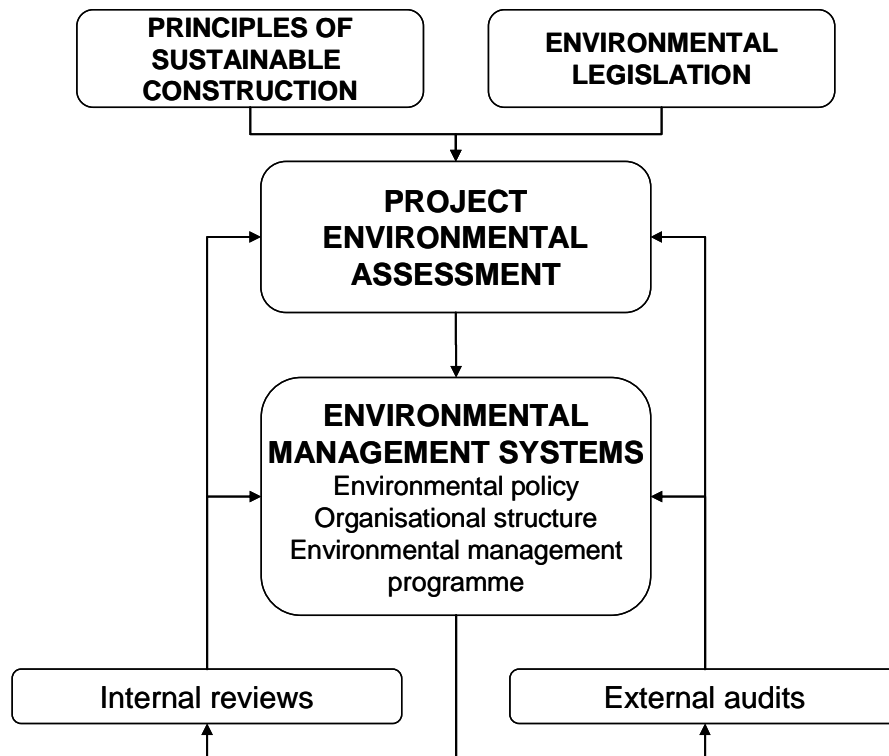 PRINCIPLES OF
SUSTAINABLE
CONSTRUCTION
ENVIRONMENTAL
LEGISLATION
PROJECT
ENVIRONMENTAL
ASSESSMENT
ENVIRONMENTAL
MANAGEMENT SYSTEMS
Environmental policy
Organisational structure
Environmental management
programme
Internal reviews
External audits